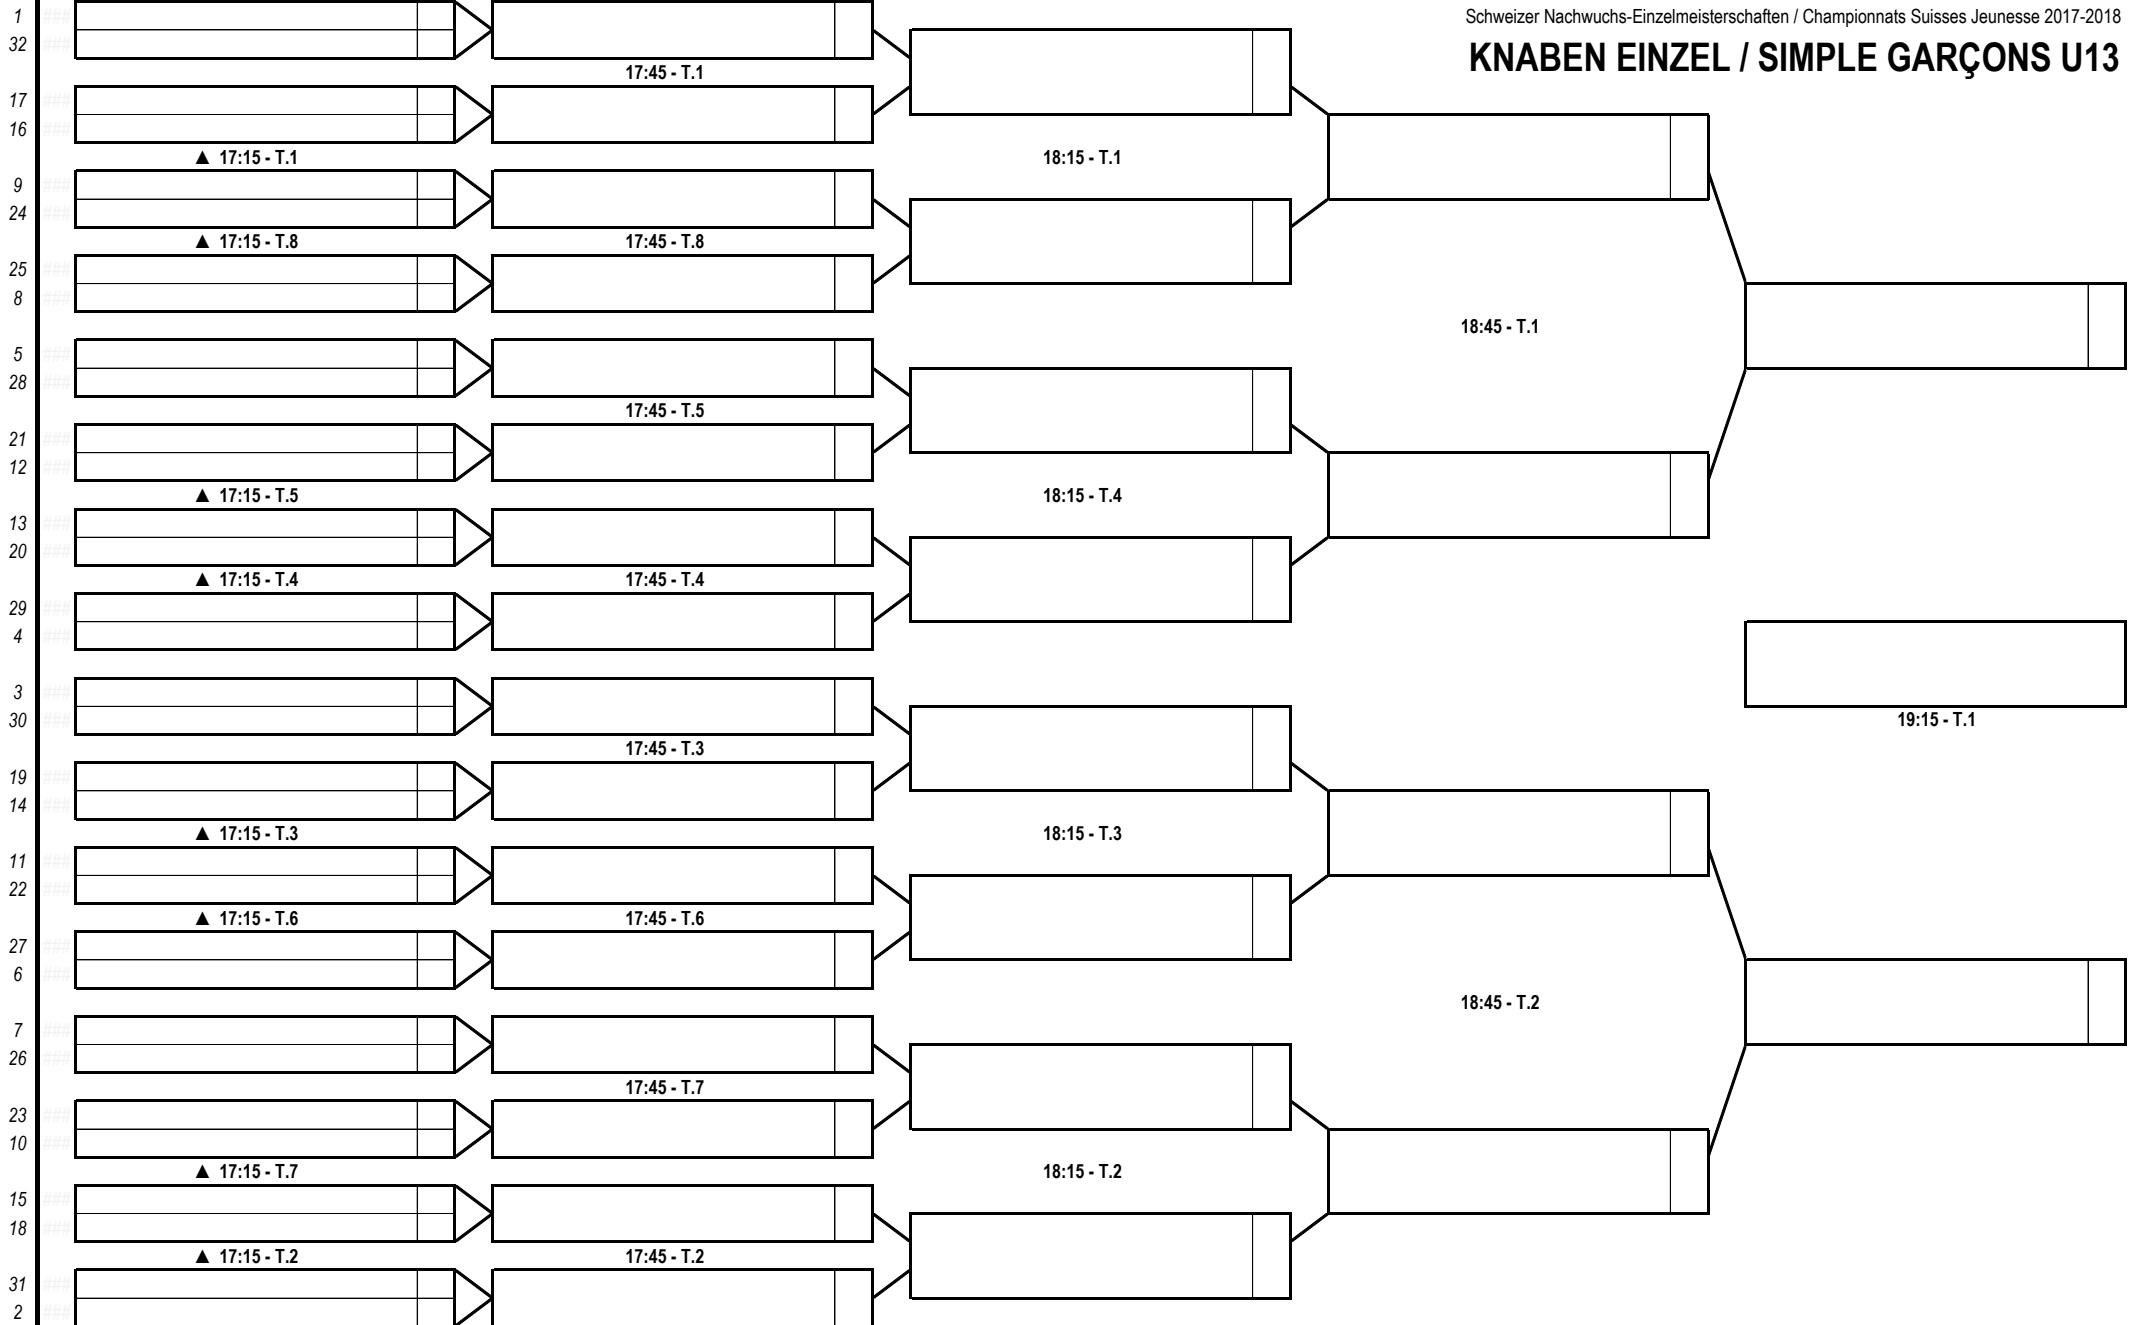 Schweizer Nachwuchs-Einzelmeisterschaften / Championnats Suisses Jeunesse 2017-2018
KNABEN EINZEL / SIMPLE GARÇONS U13
1 ###
32 ###
17:45 - T.1
17 ###
16 ###
▲ 17:15 - T.1 18:15 - T.1
9 ###
24 ###
▲ 17:15 - T.8 17:45 - T.8
25 ###
8 ###
18:45 - T.1
5 ###
28 ###
17:45 - T.5
21 ###
12 ###
▲ 17:15 - T.5 18:15 - T.4
13 ###
20 ###
▲ 17:15 - T.4 17:45 - T.4
29 ###
4 ###
3 ###
30 ###
19:15 - T.1
17:45 - T.3
19 ###
14 ###
▲ 17:15 - T.3 18:15 - T.3
11 ###
22 ###
▲ 17:15 - T.6 17:45 - T.6
27 ###
6 ###
18:45 - T.2
7 ###
26 ###
17:45 - T.7
23 ###
10 ###
▲ 17:15 - T.7 18:15 - T.2
15 ###
18 ###
▲ 17:15 - T.2 17:45 - T.2
31 ###
2 ###